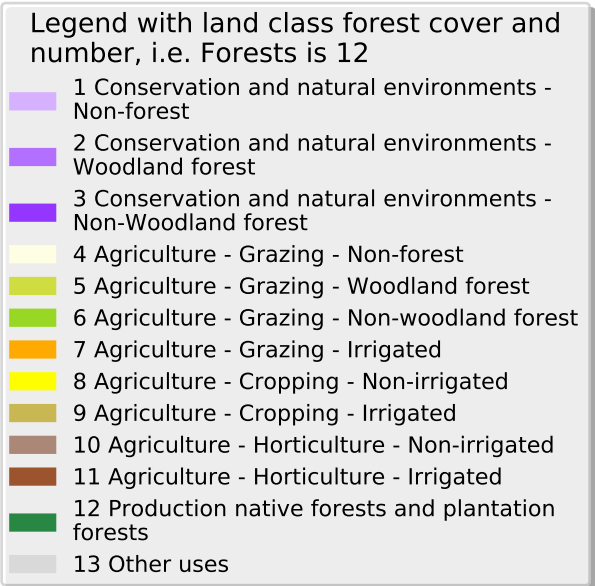 Legend with land class forest cover and
number, i.e. Forests is 12
1 Conservation and natural environments -
Non-forest
2 Conservation and natural environments -
Woodland forest
3 Conservation and natural environments -
Non-Woodland forest
4 Agriculture - Grazing - Non-forest
5 Agriculture - Grazing - Woodland forest
6 Agriculture - Grazing - Non-woodland forest
7 Agriculture - Grazing - Irrigated
8 Agriculture - Cropping - Non-irrigated
9 Agriculture - Cropping - Irrigated
10 Agriculture - Horticulture - Non-irrigated
11 Agriculture - Horticulture - Irrigated
12 Production native forests and plantation
forests
13 Other uses